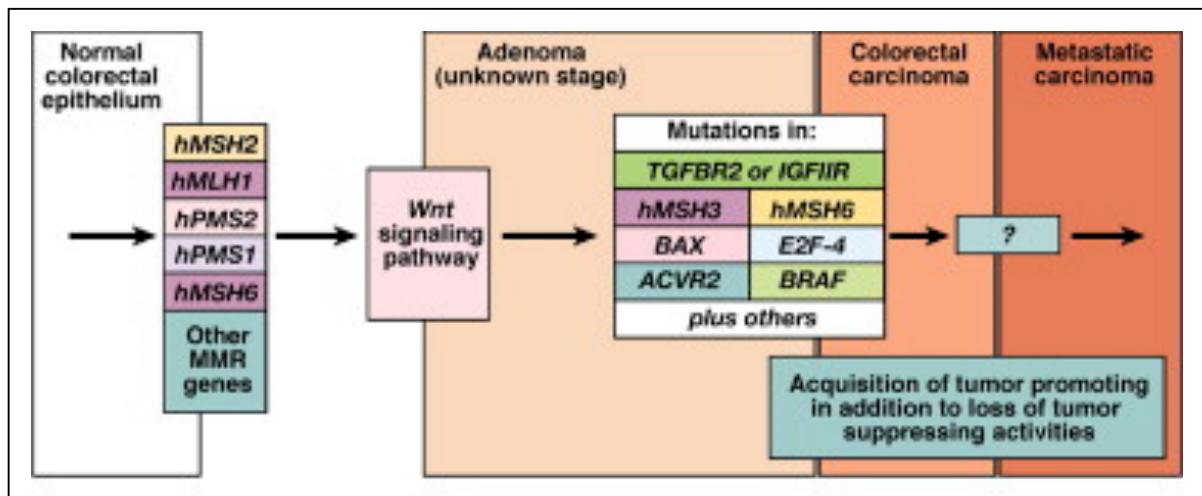 Normal
colorectal
epithelium
hMSH2
hMLH1
hPMS2
hPMS1
hMSH6
Other
MMR
genes
Wnt
signaling
pathway
Adenoma
(unknown stage)
Mutations in:
TGFBR2 or IGFIIR
hMSH3 hMSH6
BAX E2F-4
ACVR2 BRAF
plus others
Colorectal
carcinoma
?
Metastatic
carcinoma
Acquisition of tumor promoting
in addition to loss of tumor
suppressing activities